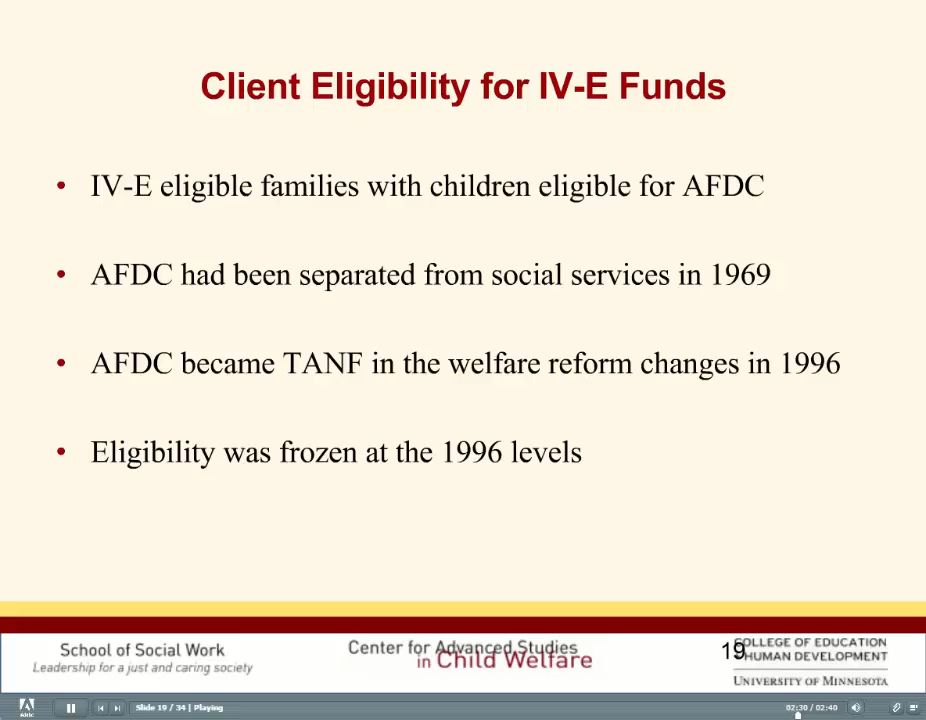 Client Eligibility for IV-E Funds
• IV-E eligible families with children eligible for AFDC
• AFDC had been separated from social services in 1969
• AFDC became TANF in the welfare reform changes in 1996
• Eligibility was frozen at the 1996 levels
School of Social Work
Leadership for a just and caring society
Center for Advanced Studies
in Child Welfare
19
COLLEGE OF EDUCATION
HUMAN DEVELOPMENT
UNIVERSITY OF MINNESOTA
Slide 19 / 34 | Playing
02:30 / 02:40